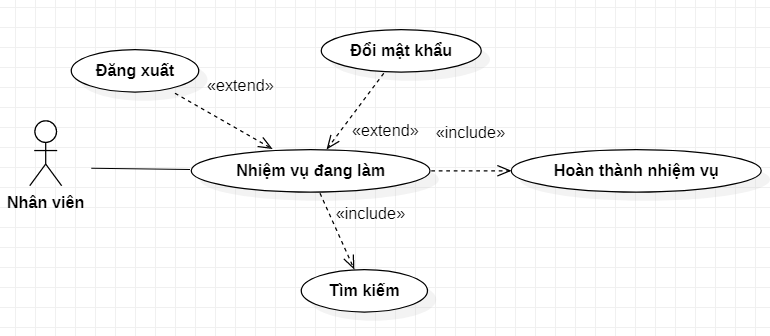 Đổi mật khẩu
Đăng xuất
«extend»
«extend»
«include»
Nhiệm vụ đang làm
Hoàn thành nhiệm vụ
Nhân viên
«include»
Tìm kiếm